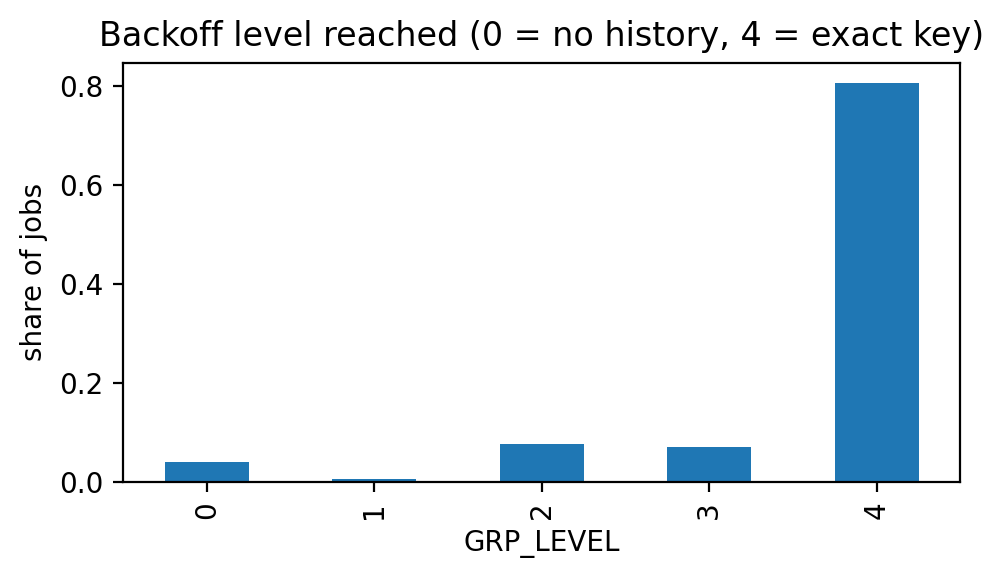 Backoff level reached (0 = no history, 4 = exact key)
share of jobs
0.8
0.6
0.4
0.2
0.0
0 1 2 3 4
GRP_LEVEL